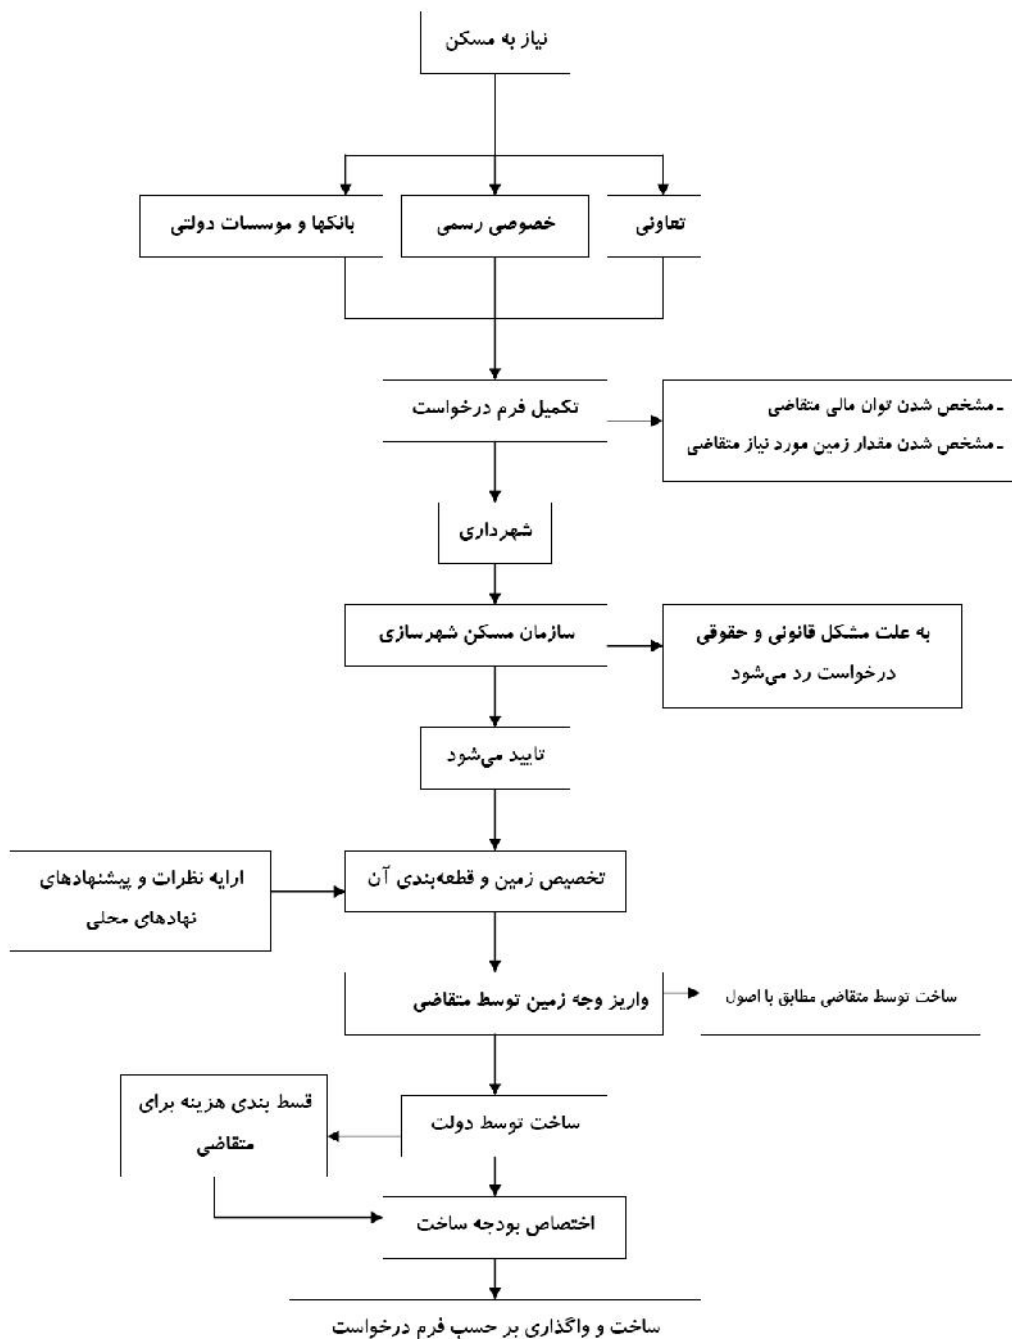 نیاز به مسکن
تعاونی
خصوصی رسمی
بانکها و موسسات دولتی
تکمیل فرم درخواست
ـ مشخص شدن توان مالی متقاضی
ـ مشخص شدن مقدار زمین مورد نیاز متقاضی
شهرداری
سازمان مسکن شهرسازی
به علت مشکل قانونی و حقوقی
درخواست رد می‌شود
تایید می‌شود
تخصیص زمین و قطعه‌بندی آن
ارایه نظرات و پیشنهادهای
نهادهای محلی
واریز وجه زمین توسط متقاضی
ساخت توسط متقاضی مطابق با اصول
ساخت توسط دولت
قسط بندی هزینه برای
متقاضی
اختصاص بودجه ساخت
ساخت و واگذاری بر حسب فرم درخواست